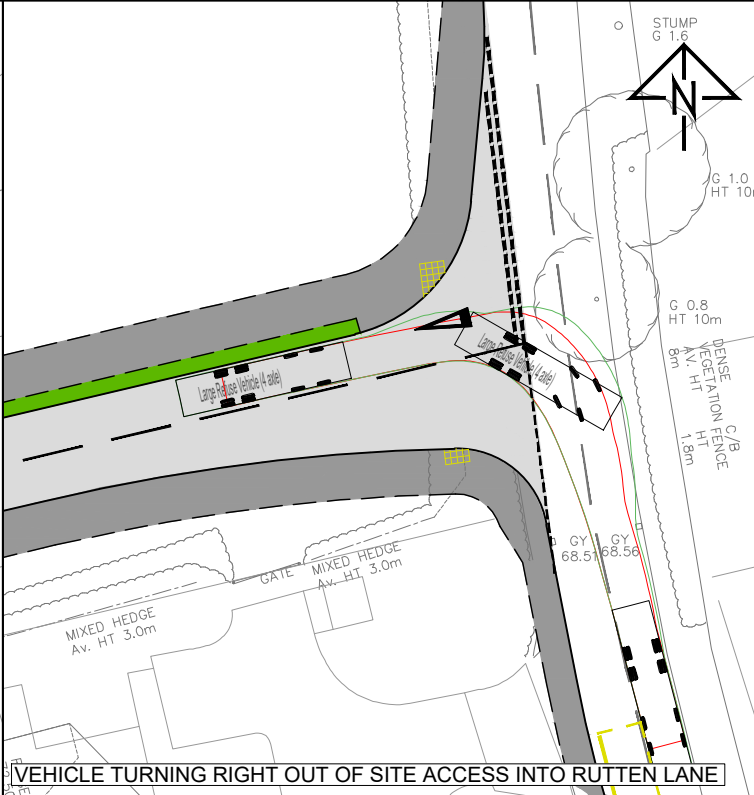 STUMP
G 1.6
N
G 1.0
HT 10m
G 0.8
HT 10m
DENSE
VEGETATION
AV. HT
8m
C/B
FENCE
HT
1.8m
Large Refuse Vehicle (4 axle)
Large Refuse Vehicle (4 axle)
GY
68.51
GY
68.56
GATE
MIXED HEDGE
Av. HT 3.0m
MIXED HEDGE
Av. HT 3.0m
VEHICLE TURNING RIGHT OUT OF SITE ACCESS INTO RUTTEN LANE